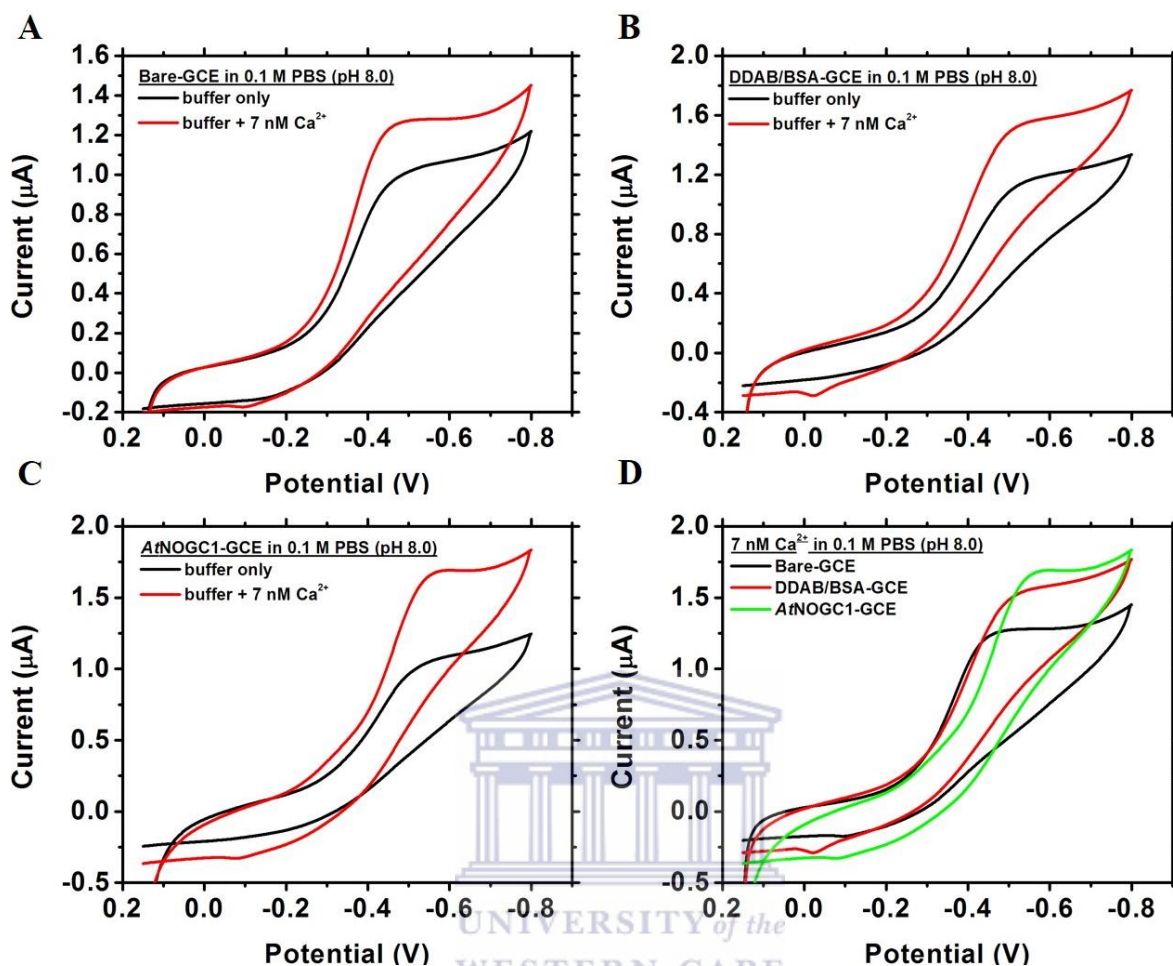 A
Bare-GCE in 0.1 M PBS (pH 8.0)
buffer only
buffer + 7 nM Ca²⁺
1.6
1.4
1.2
1.0
0.8
0.6
0.4
0.2
0.0
-0.2
Current (μA)
0.2 0.0 -0.2 -0.4 -0.6 -0.8
Potential (V)
B
DDAB/BSA-GCE in 0.1 M PBS (pH 8.0)
buffer only
buffer + 7 nM Ca²⁺
2.0
1.6
1.2
0.8
0.4
0.0
-0.4
Current (μA)
0.2 0.0 -0.2 -0.4 -0.6 -0.8
Potential (V)
C
AtNOGC1-GCE in 0.1 M PBS (pH 8.0)
buffer only
buffer + 7 nM Ca²⁺
2.0
1.5
1.0
0.5
0.0
-0.5
Current (μA)
0.2 0.0 -0.2 -0.4 -0.6 -0.8
Potential (V)
D
7 nM Ca²⁺ in 0.1 M PBS (pH 8.0)
Bare-GCE
DDAB/BSA-GCE
AtNOGC1-GCE
2.0
1.5
1.0
0.5
0.0
-0.5
Current (μA)
0.2 0.0 -0.2 -0.4 -0.6 -0.8
Potential (V)
UNIVERSITY of the
WESTERN CAPE